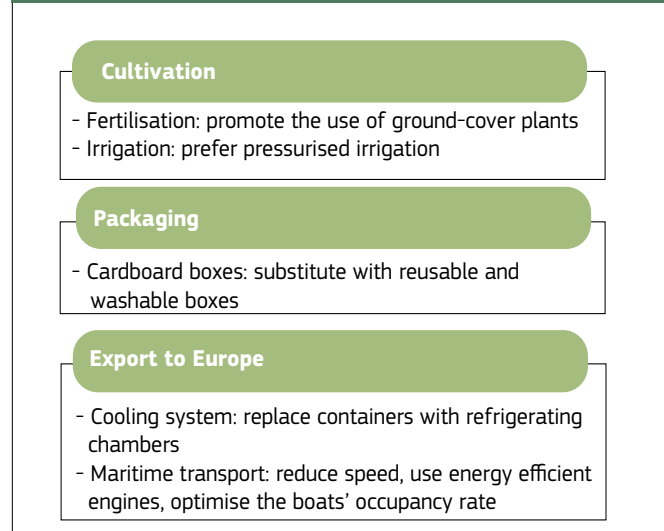 Cultivation
- Fertilisation: promote the use of ground-cover plants
- Irrigation: prefer pressurised irrigation
Packaging
- Cardboard boxes: substitute with reusable and
washable boxes
Export to Europe
- Cooling system: replace containers with refrigerating
chambers
- Maritime transport: reduce speed, use energy efficient
engines, optimise the boats' occupancy rate